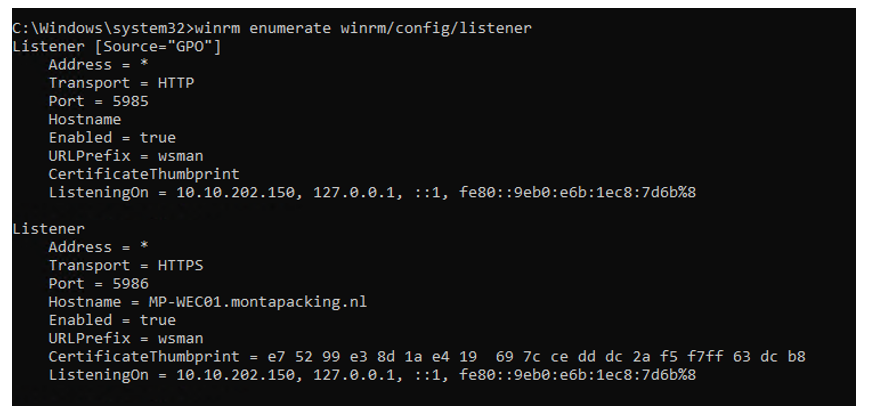 C:\Windows\system32>winrm enumerate winrm/config/listener
Listener [Source="GPO"]
    Address = *
    Transport = HTTP
    Port = 5985
    Hostname
    Enabled = true
    URLPrefix = wsman
    CertificateThumbprint
    ListeningOn = 10.10.202.150, 127.0.0.1, ::1, fe80::9eb0:e6b:1ec8:7d6b%8

Listener
    Address = *
    Transport = HTTPS
    Port = 5986
    Hostname = MP-WEC01.montapacking.nl
    Enabled = true
    URLPrefix = wsman
    CertificateThumbprint = e7 52 99 e3 8d 1a e4 19  69 7c ce dd dc 2a f5 f7ff 63 dc b8
    ListeningOn = 10.10.202.150, 127.0.0.1, ::1, fe80::9eb0:e6b:1ec8:7d6b%8